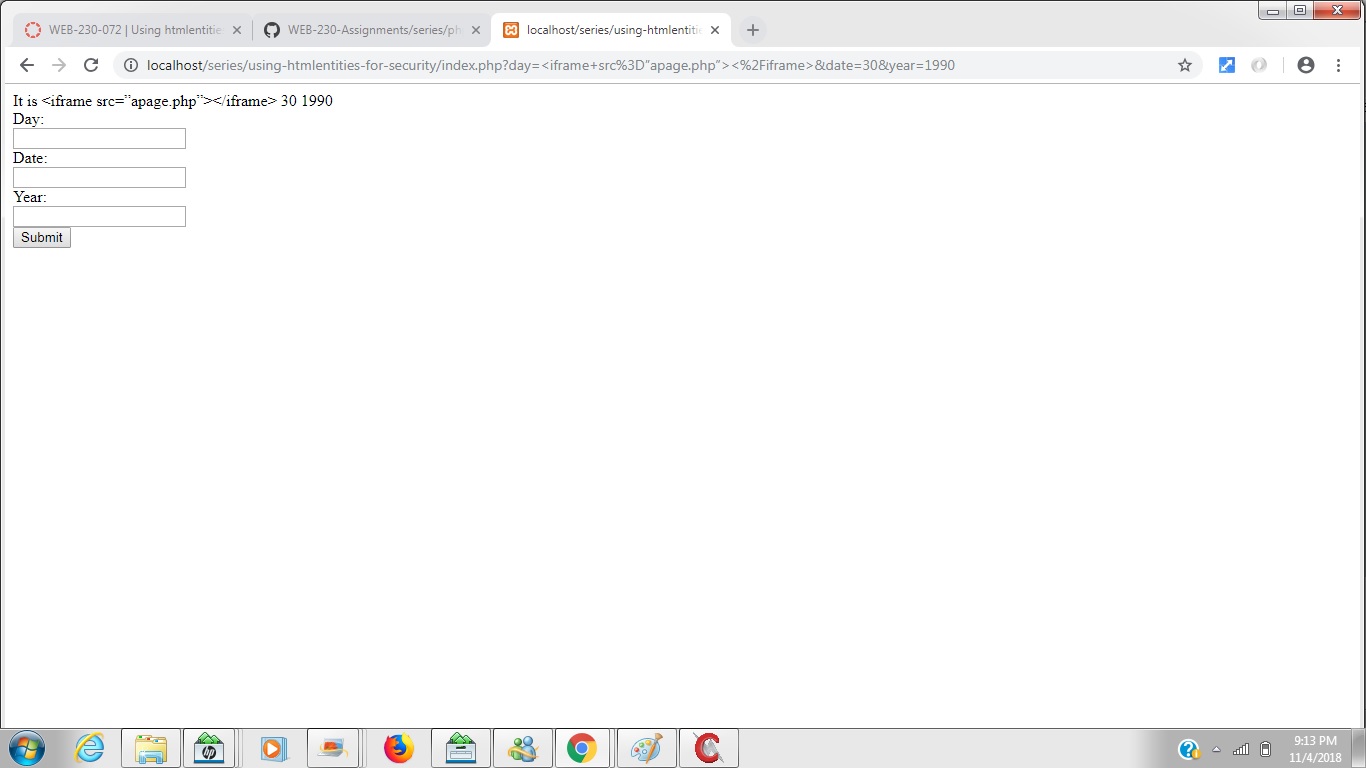 WEB-230-072 | Using htmlentitie
WEB-230-Assignments/series/ph
localhost/series/using-htmlentiti
localhost/series/using-htmlentities-for-security/index.php?day=<iframe+src%3D"apage.php"><%2Fiframe>&date=30&year=1990
It is <iframe src=”apage.php”></iframe> 30 1990
Day:
Date:
Year:
Submit
hp
9:13 PM
11/4/2018